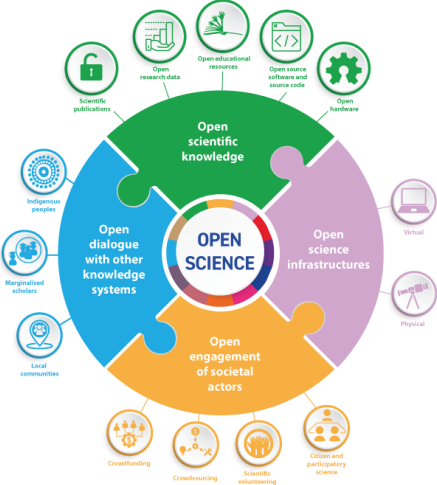 Open educational
resources
Open
research data
Open source
software and
source code
Scientific
publications
Open
hardware
Open
scientific
knowledge
Indigenous
peoples
Marginalised
scholars
Local
communities
Open
dialogue
with other
knowledge
systems
OPEN
SCIENCE
Open
science
infrastructures
Virtual
Physical
Open
engagement
of societal
actors
Crowdfunding
Crowdsourcing
Scientific
volunteering
Citizen and
participatory
science